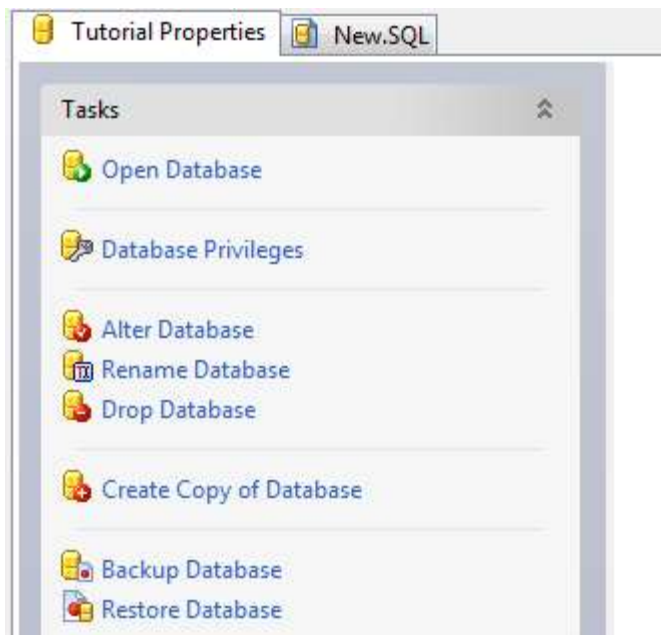 Tutorial Properties
New.SQL
Tasks
Open Database
Database Privileges
Alter Database
Rename Database
Drop Database
Create Copy of Database
Backup Database
Restore Database